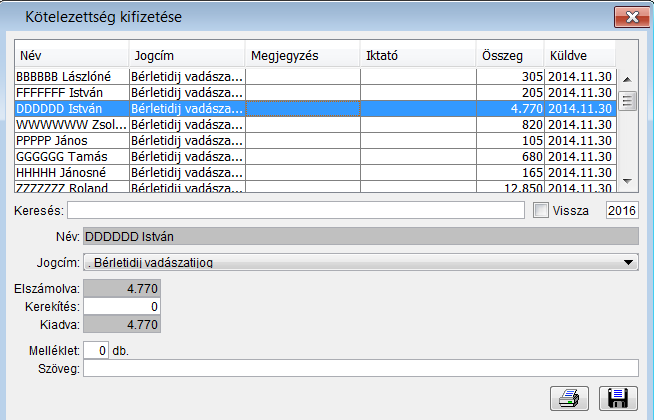 Kötelezettség kifizetése
Név Jogcím Megjegyzés Iktató Összeg Küldve
BBBBBB Lászlóné Bérletidij vadásza... 305 2014.11.30
FFFFFFF István Bérletidij vadásza... 205 2014.11.30
DDDDDD István Bérletidij vadásza... 4.770 2014.11.30
WWWWWW Zsol... Bérletidij vadásza... 820 2014.11.30
PPPPP János Bérletidij vadásza... 105 2014.11.30
GGGGGG Tamás Bérletidij vadásza... 680 2014.11.30
HHHHH Jánosné Bérletidij vadásza... 165 2014.11.30
ZZZZZZZ Roland Bérletidij vadásza... 12.850 2014.11.30
Keresés: Vissza 2016
Név: DDDDDD István
Jogcím: . Bérletidij vadászatijog
Elszámolva: 4.770
Kerekítés: 0
Kiadva: 4.770
Melléklet: 0 db.
Szöveg: